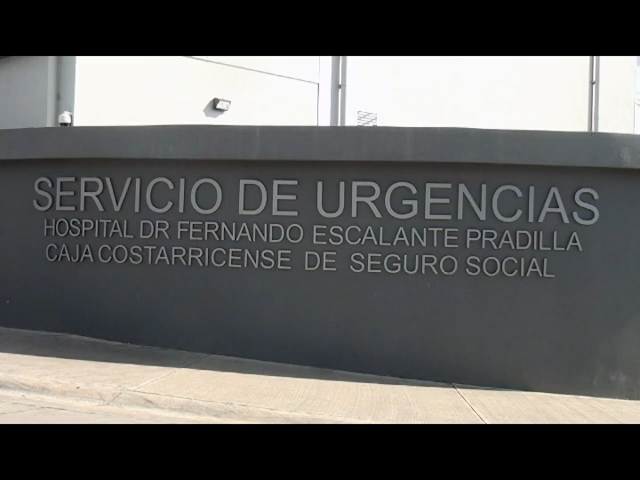 SERVICIO DE URGENCIAS
HOSPITAL DR FERNANDO ESCALANTE PRADILLA
CAJA COSTARRICENSE DE SEGURO SOCIAL